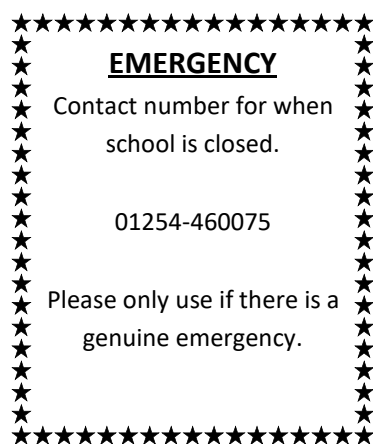 EMERGENCY
Contact number for when
school is closed.
01254-460075
Please only use if there is a
genuine emergency.